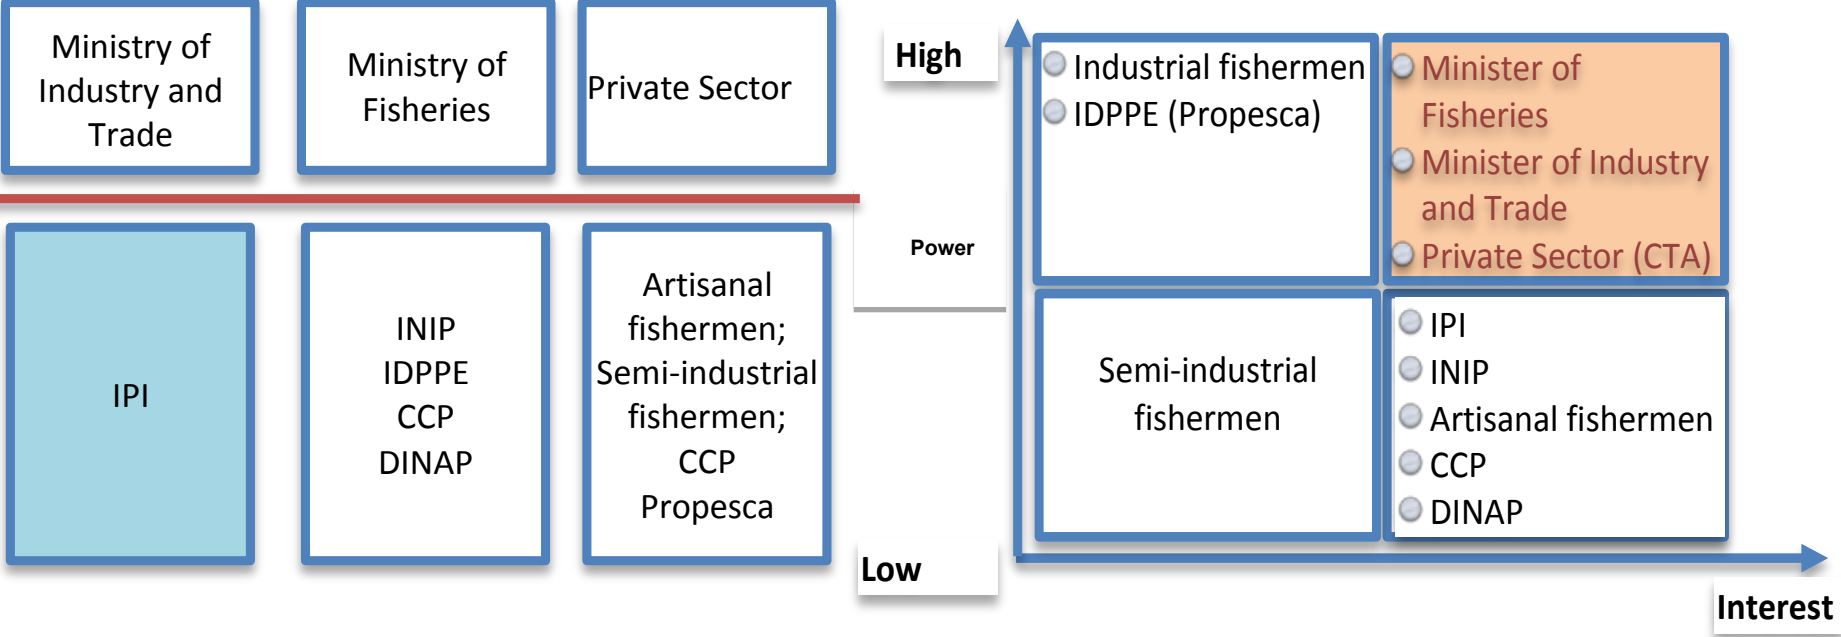 Ministry of
Industry and
Trade
Ministry of
Fisheries
Private Sector
IPI
INIP
IDPPE
CCP
DINAP
Artisanal
fishermen;
Semi-industrial
fishermen;
CCP
Propesca
High
Power
Low
Industrial fishermen
IDPPE (Propesca)
Minister of
Fisheries
Minister of Industry
and Trade
Private Sector (CTA)
Semi-industrial
fishermen
IPI
INIP
Artisanal fishermen
CCP
DINAP
Interest